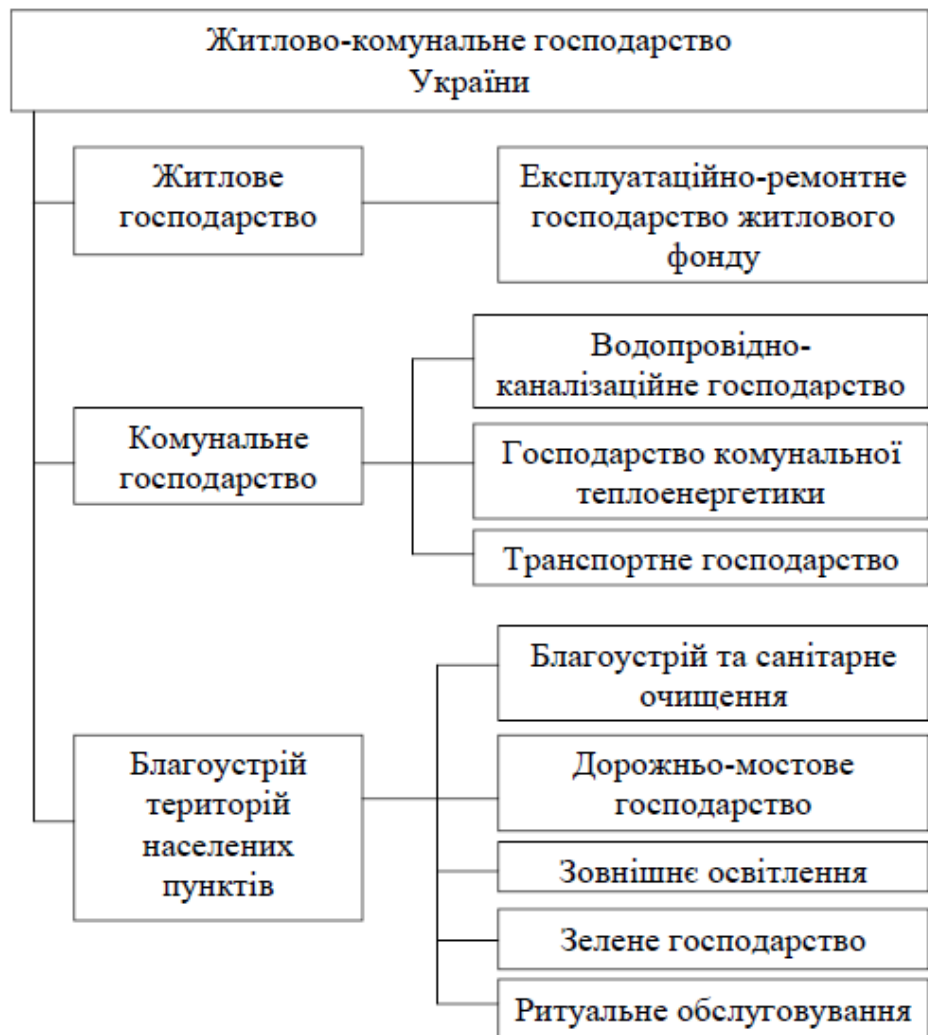 Житлово-комунальне господарство
України
Житлове
господарство
Експлуатаційно-ремонтне
господарство житлового
фонду
Комунальне
господарство
Водопровідно-
каналізаційне господарство
Господарство комунальної
теплоенергетики
Транспортне господарство
Благоустрій
територій
населених
пунктів
Благоустрій та санітарне
очищення
Дорожньо-мостове
господарство
Зовнішнє освітлення
Зелене господарство
Ритуальне обслуговування